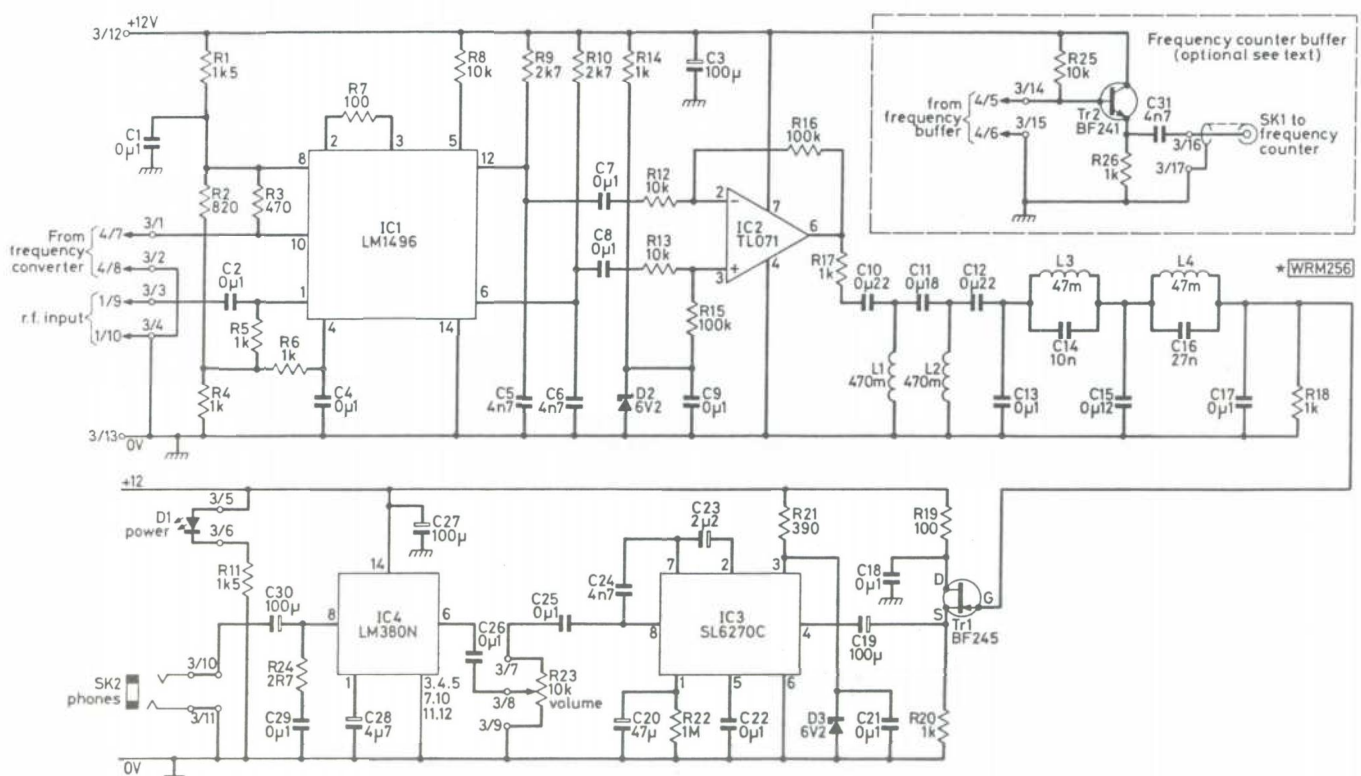 3/12 +12V
R1
1k5
C1
0µ1
R2
820
R3
470
R4
1k
R5
1k
R6
1k
R7
100
R8
10k
R9
2k7
R10
2k7
R14
1k
C3
100µ
From
frequency
converter
4/7
3/1
4/8
3/2
r.f. input
1/9
3/3
1/10
3/4
C2
0µ1
C4
0µ1
8
10
1
2
3
5
12
6
4
14
IC1
LM1496
C5
4n7
C6
4n7
C7
0µ1
C8
0µ1
R12
10k
R13
10k
R15
100k
R16
100k
D2
6V2
C9
0µ1
2
3
−
+
7
4
6
IC2
TL071
R17
1k
C10
0µ22
C11
0µ18
C12
0µ22
L1
470m
L2
470m
L3
47m
C14
10n
L4
47m
C16
27n
C13
0µ1
C15
0µ12
C17
0µ1
R18
1k
★ WRM256
3/13
0V
Frequency counter buffer
(optional see text)
from
frequency
buffer
4/5
3/14
4/6
3/15
R25
10k
Tr2
BF241
C31
4n7
R26
1k
3/16
3/17
SK1 to
frequency
counter
+12
D1
power
3/5
3/6
R11
1k5
C30
100µ
SK2
phones
3/10
3/11
R24
2R7
C29
0µ1
C27
100µ
14
8
6
1
3.4.5
7.10
11.12
IC4
LM380N
C28
4µ7
C26
0µ1
C25
0µ1
3/7
3/8
3/9
R23
10k
volume
C24
4n7
C23
2µ2
7
2
3
8
4
1
5
6
IC3
SL6270C
C20
47µ
R22
1M
C22
0µ1
R21
390
D3
6V2
C21
0µ1
C19
100µ
C18
0µ1
R19
100
D
G
S
Tr1
BF245
R20
1k
0V